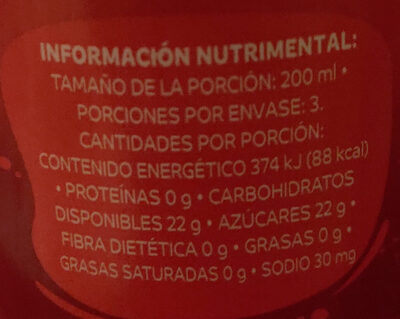 INFORMACIÓN NUTRIMENTAL:
TAMAÑO DE LA PORCIÓN: 200 ml •
PORCIONES POR ENVASE: 3.
CANTIDADES POR PORCIÓN:
CONTENIDO ENERGÉTICO 374 kJ (88 kcal)
• PROTEÍNAS 0 g • CARBOHIDRATOS
DISPONIBLES 22 g • AZÚCARES 22 g •
FIBRA DIETÉTICA 0 g • GRASAS 0 g •
GRASAS SATURADAS 0 g • SODIO 30 mg